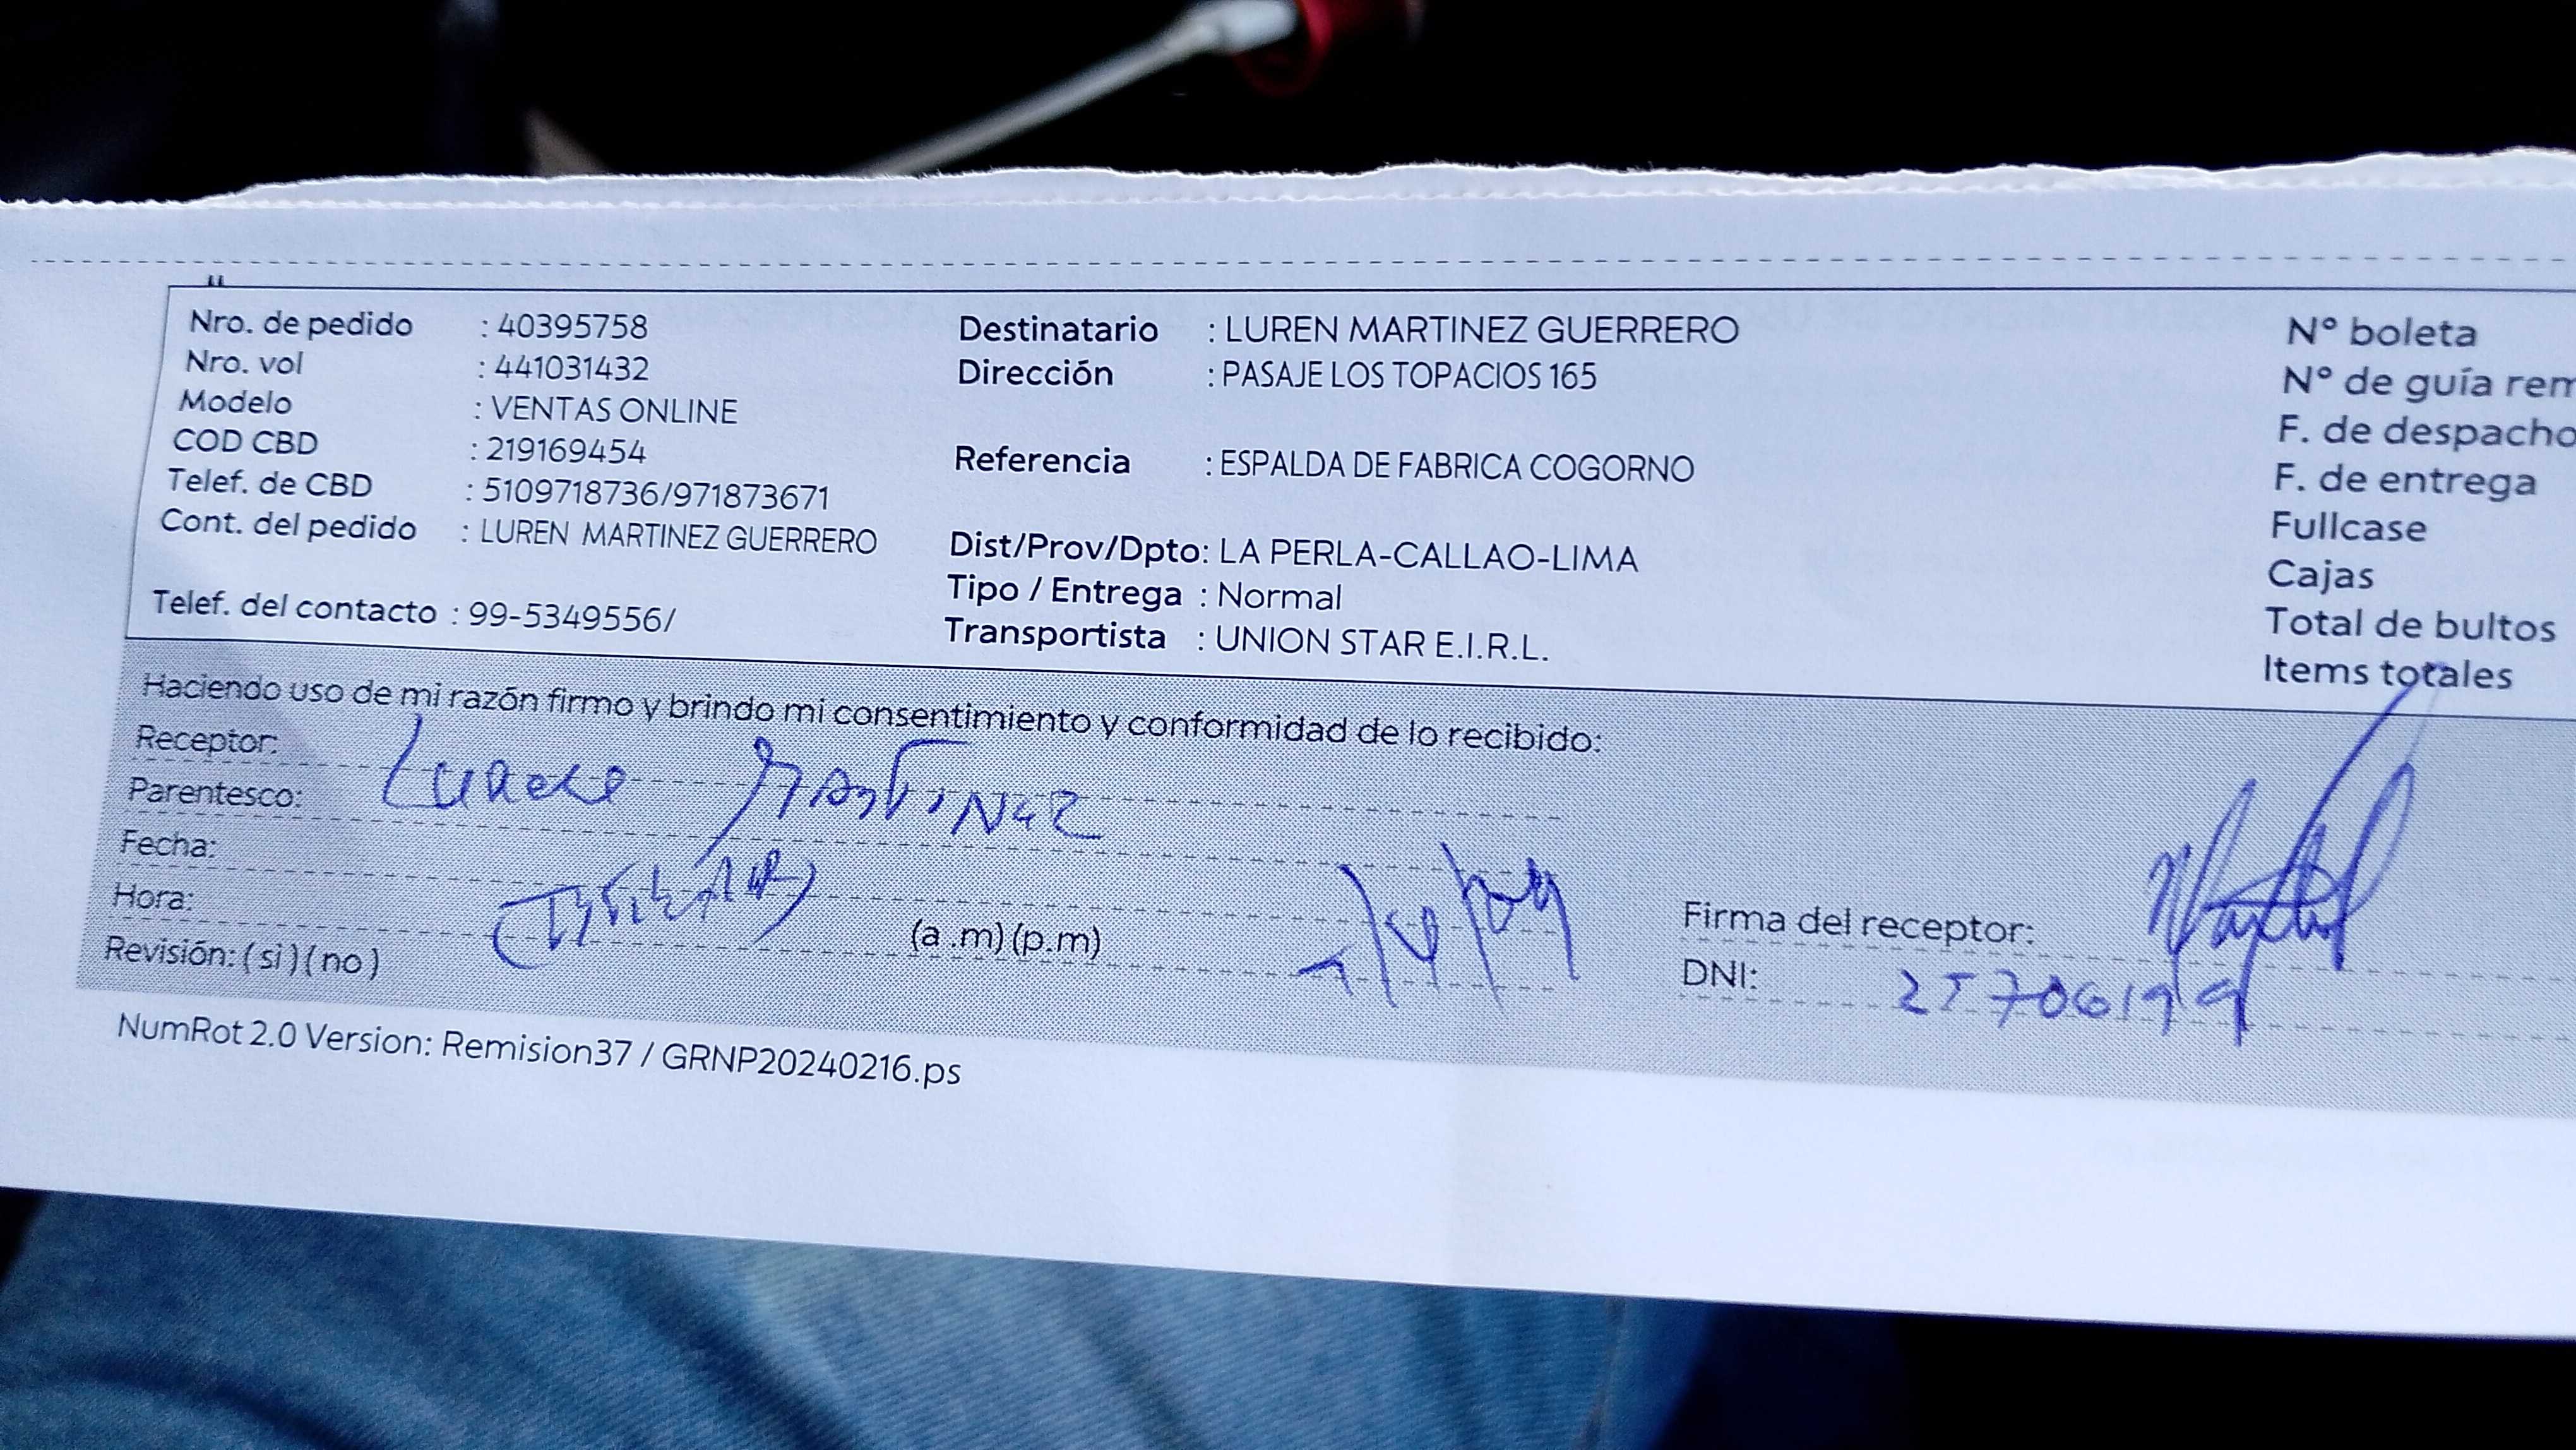 Nro. de pedido : 40395758
Nro. vol : 441031432
Modelo : VENTAS ONLINE
COD CBD : 219169454
Telef. de CBD : 5109718736/971873671
Cont. del pedido : LUREN MARTINEZ GUERRERO
Telef. del contacto : 99-5349556/
Destinatario : LUREN MARTINEZ GUERRERO
Dirección : PASAJE LOS TOPACIOS 165
Referencia : ESPALDA DE FABRICA COGORNO
Dist/Prov/Dpto: LA PERLA-CALLAO-LIMA
Tipo / Entrega : Normal
Transportista : UNION STAR E.I.R.L.
N° boleta
N° de guía rem
F. de despacho
F. de entrega
Fullcase
Cajas
Total de bultos
Items totales
Haciendo uso de mi razón firmo y brindo mi consentimiento y conformidad de lo recibido:
Receptor:
Parentesco: MartiNez
Fecha:
Hora: (a .m) (p.m)
Revisión: ( si ) ( no )
Firma del receptor:
DNI: 25706199
NumRot 2.0 Version: Remision37 / GRNP20240216.ps